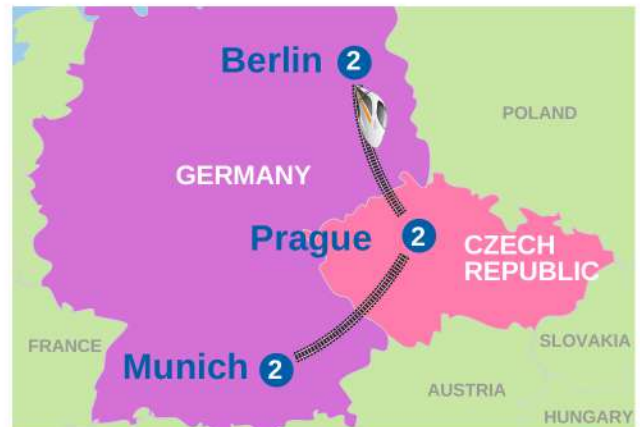 Berlin 2
POLAND
GERMANY
Prague 2
CZECH
REPUBLIC
FRANCE
SLOVAKIA
Munich 2
AUSTRIA
HUNGARY